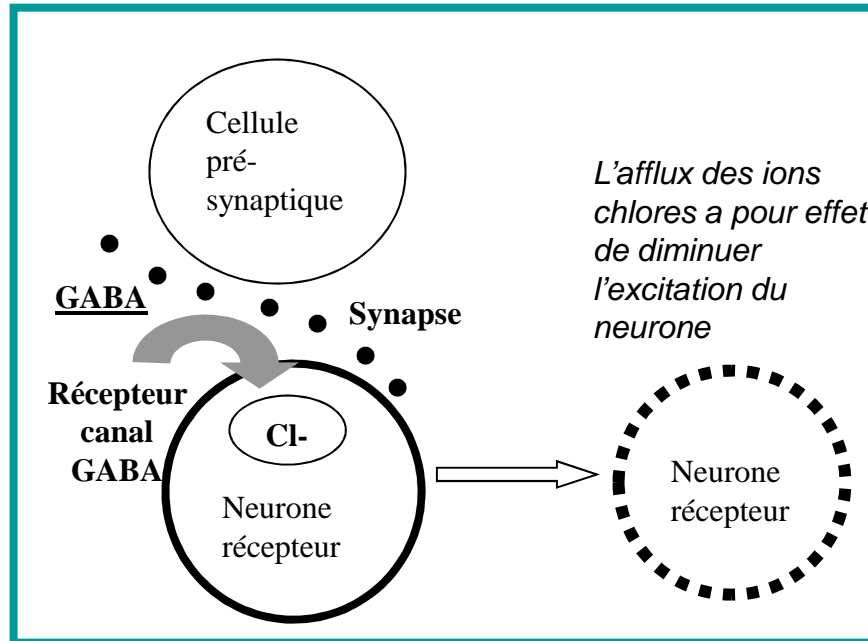 Cellule
pré-
synaptique
L'afflux des ions
chlores a pour effet
de diminuer
l'excitation du
neurone
GABA
Synapse
Récepteur
canal
GABA
Cl-
Neurone
récepteur
Neurone
récepteur